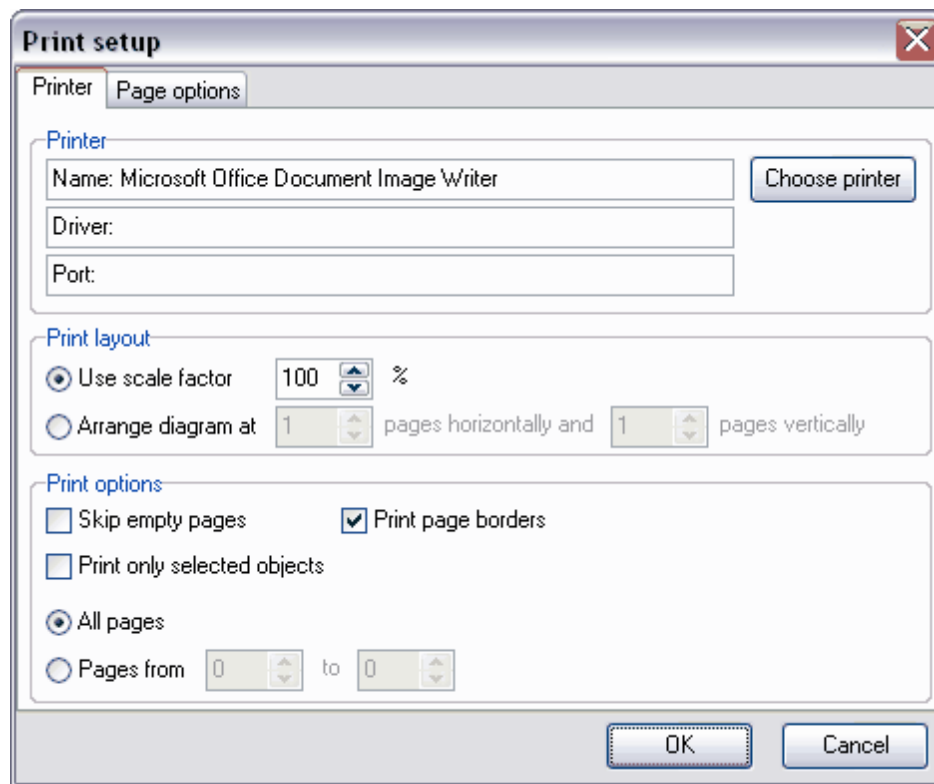 Print setup
Printer Page options
Printer
Name: Microsoft Office Document Image Writer Choose printer
Driver:
Port:
Print layout
Use scale factor 100 %
Arrange diagram at 1 pages horizontally and 1 pages vertically
Print options
Skip empty pages Print page borders
Print only selected objects
All pages
Pages from 0 to 0
OK Cancel